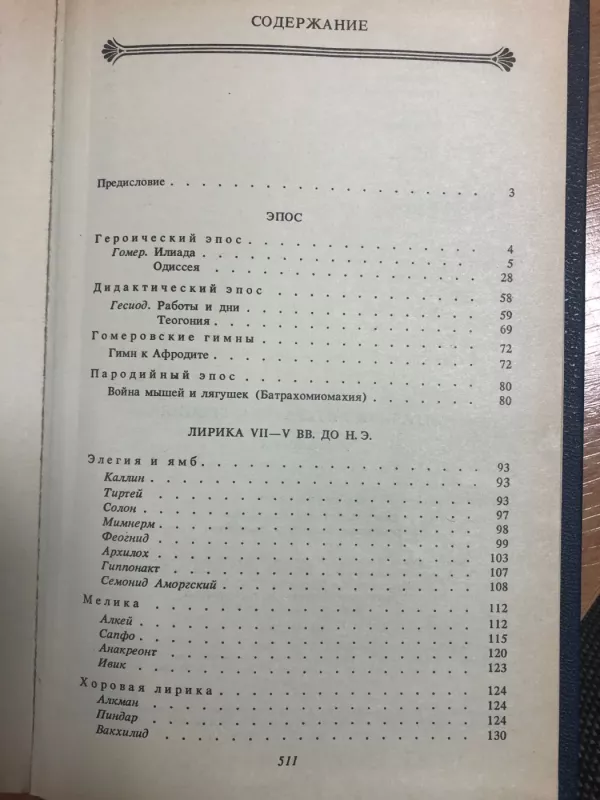 СОДЕРЖАНИЕ
Предисловие . . . . . . . . . . . . . . . . . 3
ЭПОС
Героический эпос . . . . . . . . . . . . . . 4
Гомер. Илиада . . . . . . . . . . . . . . . 5
Одиссея . . . . . . . . . . . . . . . 28
Дидактический эпос . . . . . . . . . . . . . 58
Гесиод. Работы и дни . . . . . . . . . . . . 59
Теогония . . . . . . . . . . . . . . . 69
Гомеровские гимны . . . . . . . . . . . . . 72
Гимн к Афродите . . . . . . . . . . . . . . 72
Пародийный эпос . . . . . . . . . . . . . . 80
Война мышей и лягушек (Батрахомиомахия) . . . . . . 80
ЛИРИКА VII—V ВВ. ДО Н. Э.
Элегия и ямб . . . . . . . . . . . . . . . . 93
Каллин . . . . . . . . . . . . . . . . . 93
Тиртей . . . . . . . . . . . . . . . . . 93
Солон . . . . . . . . . . . . . . . . . 97
Мимнерм . . . . . . . . . . . . . . . . 98
Феогнид . . . . . . . . . . . . . . . . 99
Архилох . . . . . . . . . . . . . . . . 103
Гиппонакт . . . . . . . . . . . . . . . 107
Семонид Аморгский . . . . . . . . . . . . 108
Мелика . . . . . . . . . . . . . . . . . . 112
Алкей . . . . . . . . . . . . . . . . . 112
Сапфо . . . . . . . . . . . . . . . . . 115
Анакреонт . . . . . . . . . . . . . . . 120
Ивик . . . . . . . . . . . . . . . . . 123
Хоровая лирика . . . . . . . . . . . . . . 124
Алкман . . . . . . . . . . . . . . . . 124
Пиндар . . . . . . . . . . . . . . . . 124
Вакхилид . . . . . . . . . . . . . . . 130
511